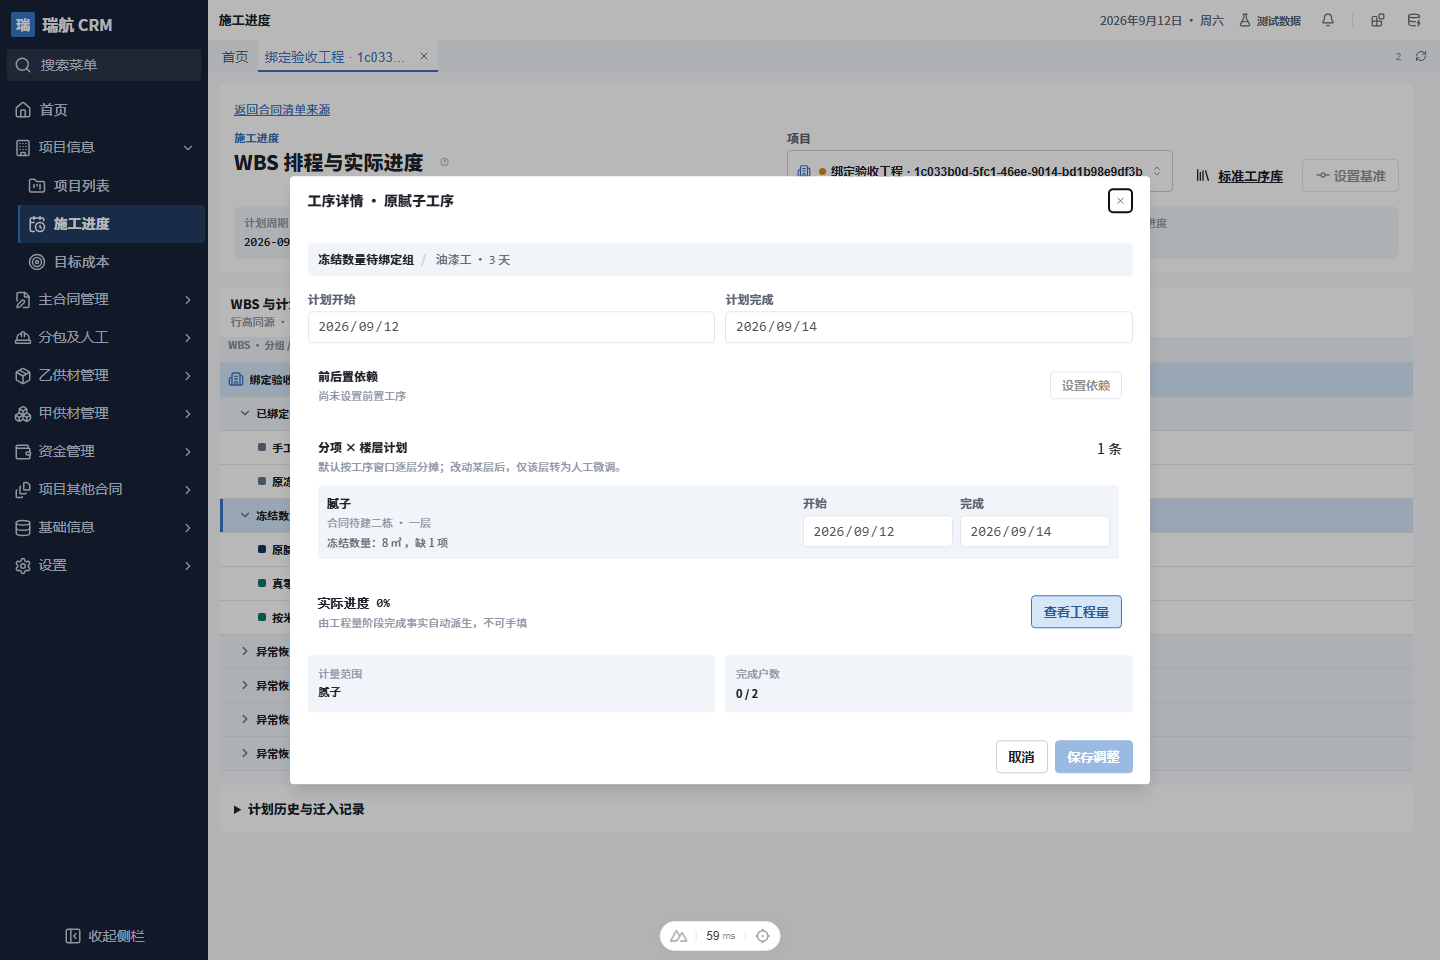 瑞 瑞航 CRM
搜索菜单
首页
项目信息
项目列表
施工进度
目标成本
主合同管理
分包及人工
乙供材管理
甲供材管理
资金管理
项目其他合同
基础信息
设置
收起侧栏
施工进度
2026年9月12日 • 周六
测试数据
首页
绑定验收工程 · 1c033...
2
返回合同清单来源
施工进度
WBS 排程与实际进度
项目
绑定验收工程 · 1c033b0d-5fc1-46ee-9014-bd1b98e9df3b
标准工序库
设置基准
计划周期
2026-09
进度
WBS 与计
行高同源 •
WBS • 分组 /
绑定验收
已绑定
手工
原冻
冻结数
原腻
真零
按米
异常恢
异常恢
异常恢
异常恢
计划历史与迁入记录
工序详情 • 原腻子工序
冻结数量待绑定组 / 油漆工 • 3 天
计划开始
2026/09/12
计划完成
2026/09/14
前后置依赖
尚未设置前置工序
设置依赖
分项 × 楼层计划
默认按工序窗口逐层分摊；改动某层后，仅该层转为人工微调。
1 条
腻子
合同待建二栋 • 一层
冻结数量：8 ㎡，缺 1 项
开始
2026/09/12
完成
2026/09/14
实际进度 0%
由工程量阶段完成事实自动派生，不可手填
查看工程量
计量范围
腻子
完成户数
0 / 2
取消
保存调整
59 ms